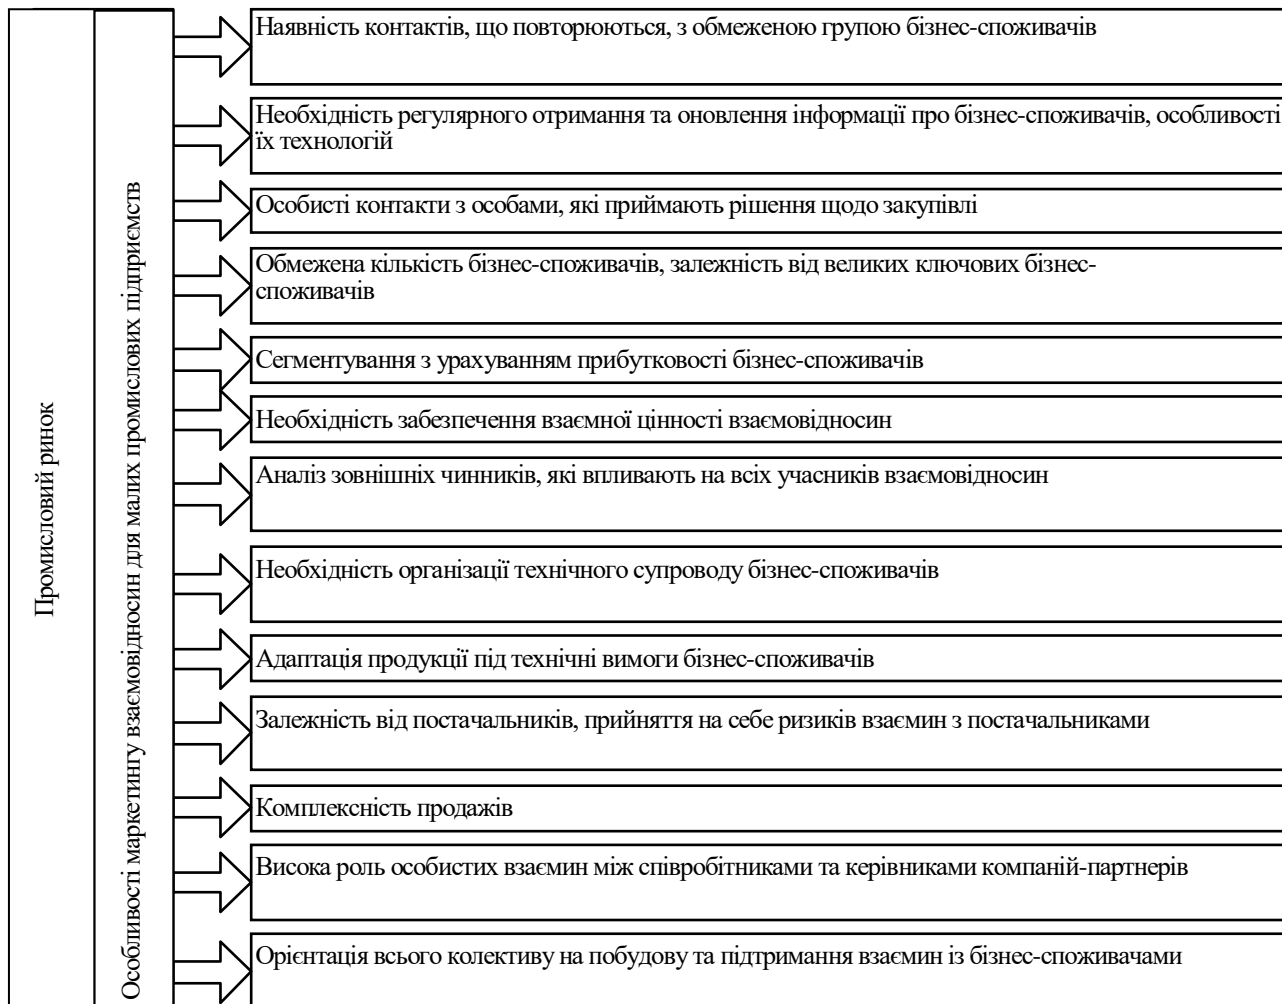 Промисловий ринок
Особливості маркетингу взаємовідносин для малих промислових підприємств
Наявність контактів, що повторюються, з обмеженою групою бізнес-споживачів
Необхідність регулярного отримання та оновлення інформації про бізнес-споживачів, особливості
їх технологій
Особисті контакти з особами, які приймають рішення щодо закупівлі
Обмежена кількість бізнес-споживачів, залежність від великих ключових бізнес-
споживачів
Сегментування з урахуванням прибутковості бізнес-споживачів
Необхідність забезпечення взаємної цінності взаємовідносин
Аналіз зовнішніх чинників, які впливають на всіх учасників взаємовідносин
Необхідність організації технічного супроводу бізнес-споживачів
Адаптація продукції під технічні вимоги бізнес-споживачів
Залежність від постачальників, прийняття на себе ризиків взаємин з постачальниками
Комплексність продажів
Висока роль особистих взаємин між співробітниками та керівниками компаній-партнерів
Орієнтація всього колективу на побудову та підтримання взаємин із бізнес-споживачами